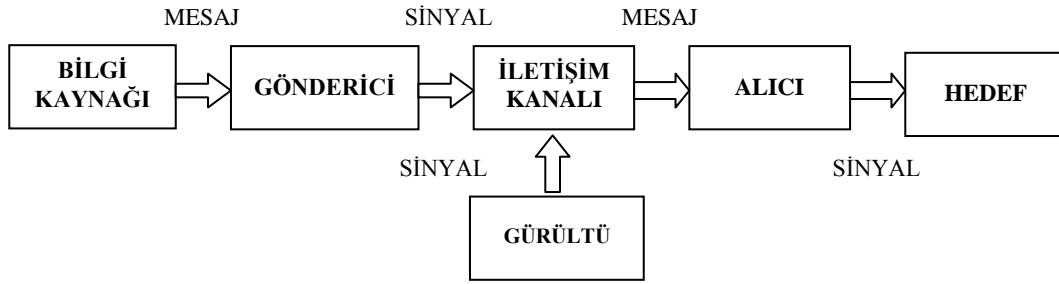 MESAJ SİNYAL MESAJ
BİLGİ
KAYNAĞI
GÖNDERİCİ
İLETİŞİM
KANALI
ALICI
HEDEF
SİNYAL SİNYAL
GÜRÜLTÜ